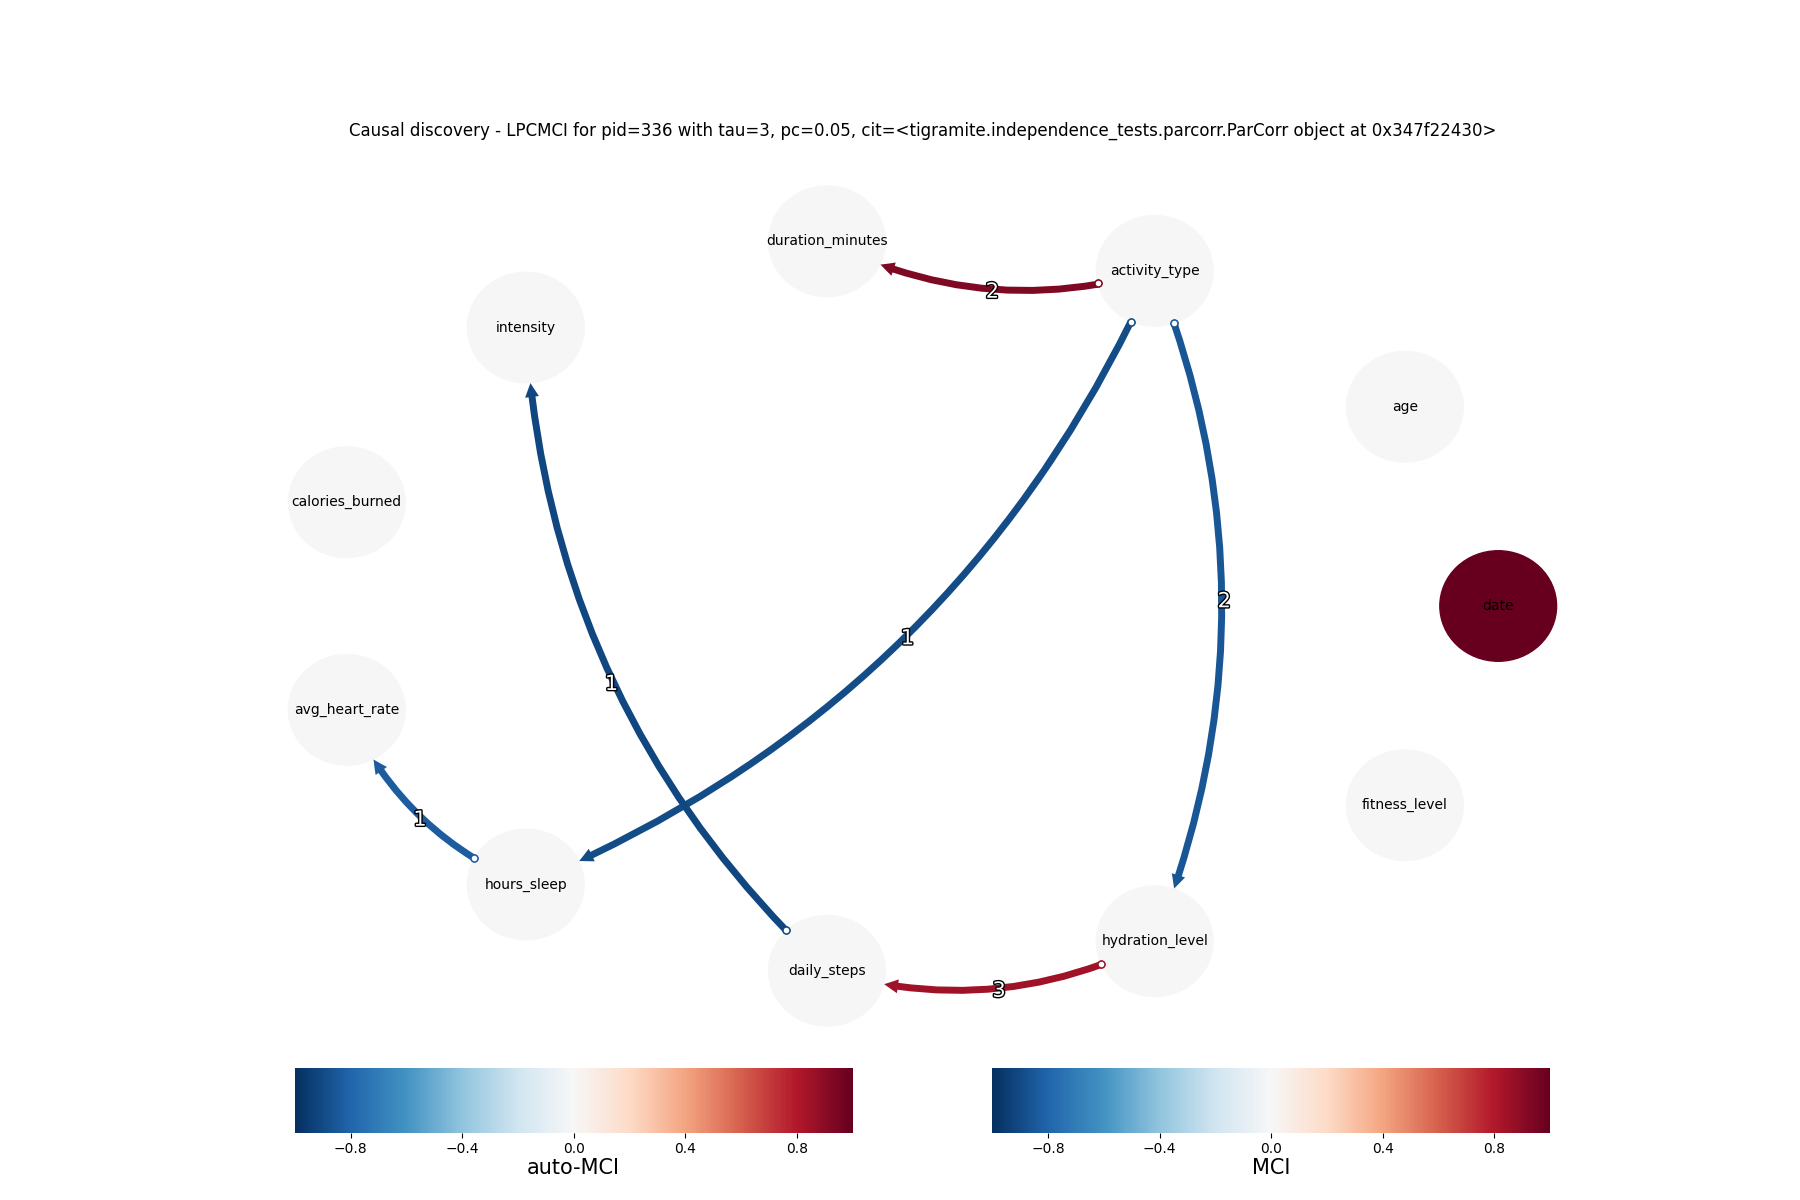 Causal discovery - LPCMCI for pid=336 with tau=3, pc=0.05, cit=<tigramite.independence_tests.parcorr.ParCorr object at 0x347f22430>
duration_minutes
activity_type
2
intensity
age
calories_burned
date
2
1
1
avg_heart_rate
fitness_level
1
hours_sleep
hydration_level
daily_steps
3
−0.8 −0.4 0.0 0.4 0.8
auto-MCI
−0.8 −0.4 0.0 0.4 0.8
MCI